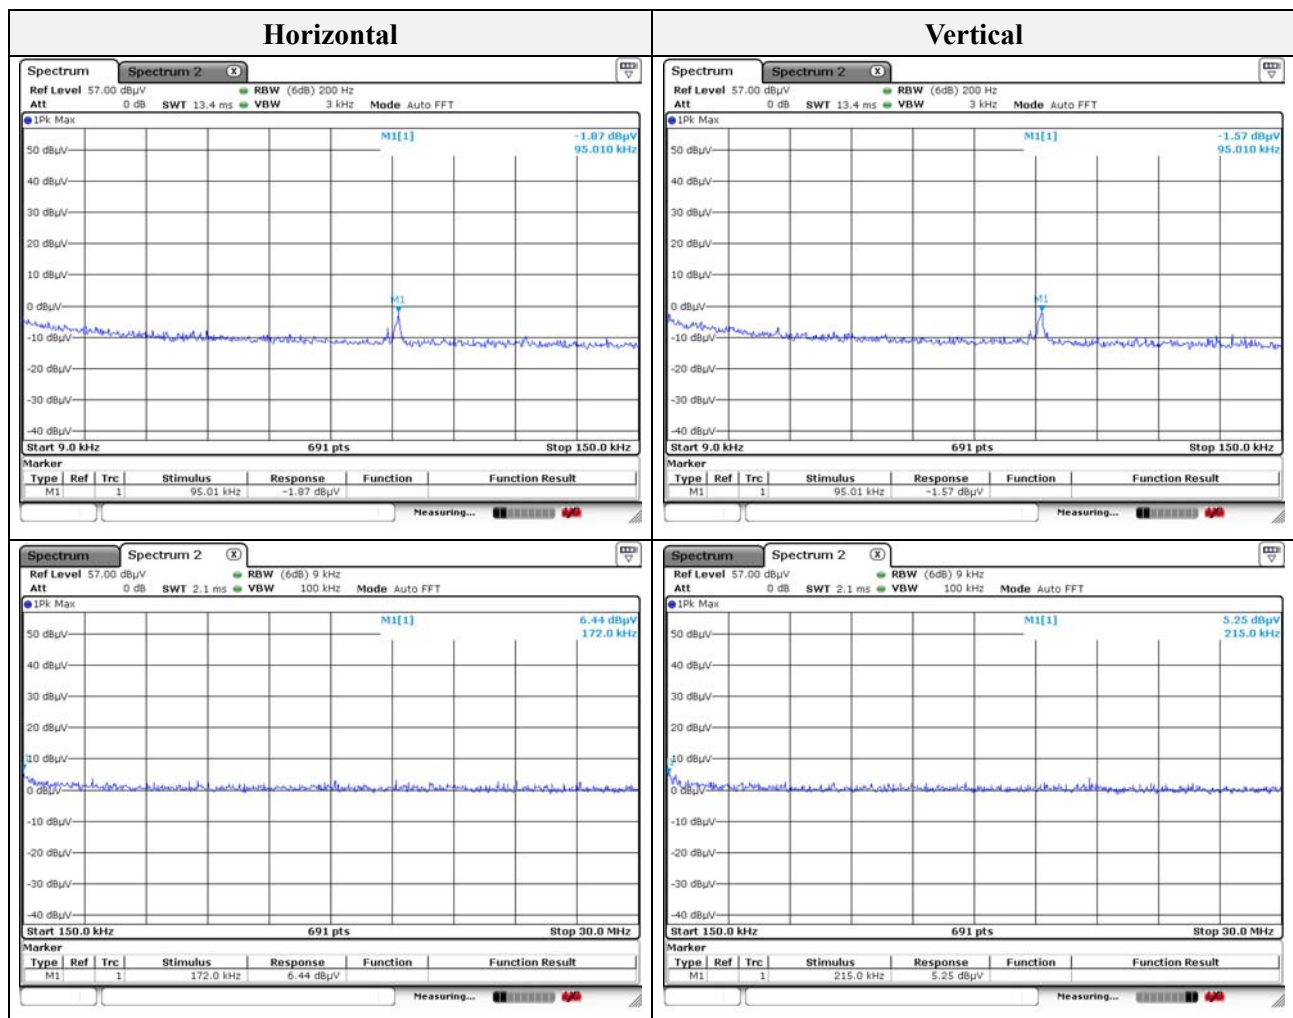 Horizontal
Vertical
Spectrum Spectrum 2 X
Ref Level 57.00 dBµV RBW (6dB) 200 Hz
Att 0 dB SWT 13.4 ms VBW 3 kHz Mode Auto FFT
1Pk Max
M1[1] -1.87 dBµV
95.010 kHz
50 dBµV
40 dBµV
30 dBµV
20 dBµV
10 dBµV
M1
0 dBµV
-10 dBµV
-20 dBµV
-30 dBµV
-40 dBµV
Start 9.0 kHz 691 pts Stop 150.0 kHz
Marker
Type Ref Trc Stimulus Response Function Function Result
M1 1 95.01 kHz -1.87 dBµV
Measuring...
Spectrum Spectrum 2 X
Ref Level 57.00 dBµV RBW (6dB) 200 Hz
Att 0 dB SWT 13.4 ms VBW 3 kHz Mode Auto FFT
1Pk Max
M1[1] -1.57 dBµV
95.010 kHz
50 dBµV
40 dBµV
30 dBµV
20 dBµV
10 dBµV
M1
0 dBµV
-10 dBµV
-20 dBµV
-30 dBµV
-40 dBµV
Start 9.0 kHz 691 pts Stop 150.0 kHz
Marker
Type Ref Trc Stimulus Response Function Function Result
M1 1 95.01 kHz -1.57 dBµV
Measuring...
Spectrum Spectrum 2 X
Ref Level 57.00 dBµV RBW (6dB) 9 kHz
Att 0 dB SWT 2.1 ms VBW 100 kHz Mode Auto FFT
1Pk Max
M1[1] 6.44 dBµV
172.0 kHz
50 dBµV
40 dBµV
30 dBµV
20 dBµV
10 dBµV
0 dBµV
-10 dBµV
-20 dBµV
-30 dBµV
-40 dBµV
Start 150.0 kHz 691 pts Stop 30.0 MHz
Marker
Type Ref Trc Stimulus Response Function Function Result
M1 1 172.0 kHz 6.44 dBµV
Measuring...
Spectrum Spectrum 2 X
Ref Level 57.00 dBµV RBW (6dB) 9 kHz
Att 0 dB SWT 2.1 ms VBW 100 kHz Mode Auto FFT
1Pk Max
M1[1] 5.25 dBµV
215.0 kHz
50 dBµV
40 dBµV
30 dBµV
20 dBµV
10 dBµV
0 dBµV
-10 dBµV
-20 dBµV
-30 dBµV
-40 dBµV
Start 150.0 kHz 691 pts Stop 30.0 MHz
Marker
Type Ref Trc Stimulus Response Function Function Result
M1 1 215.0 kHz 5.25 dBµV
Measuring...